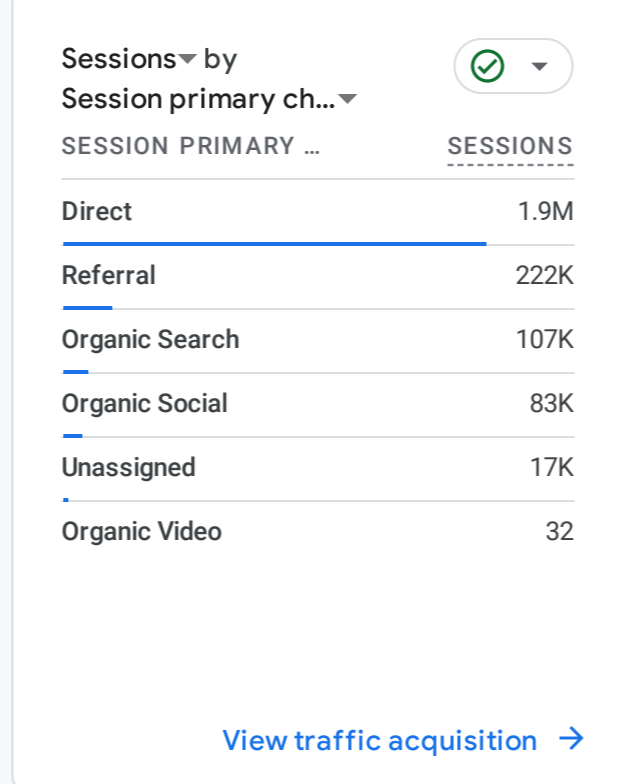 Sessions by
Session primary ch...
SESSION PRIMARY ... SESSIONS
Direct 1.9M
Referral 222K
Organic Search 107K
Organic Social 83K
Unassigned 17K
Organic Video 32
View traffic acquisition